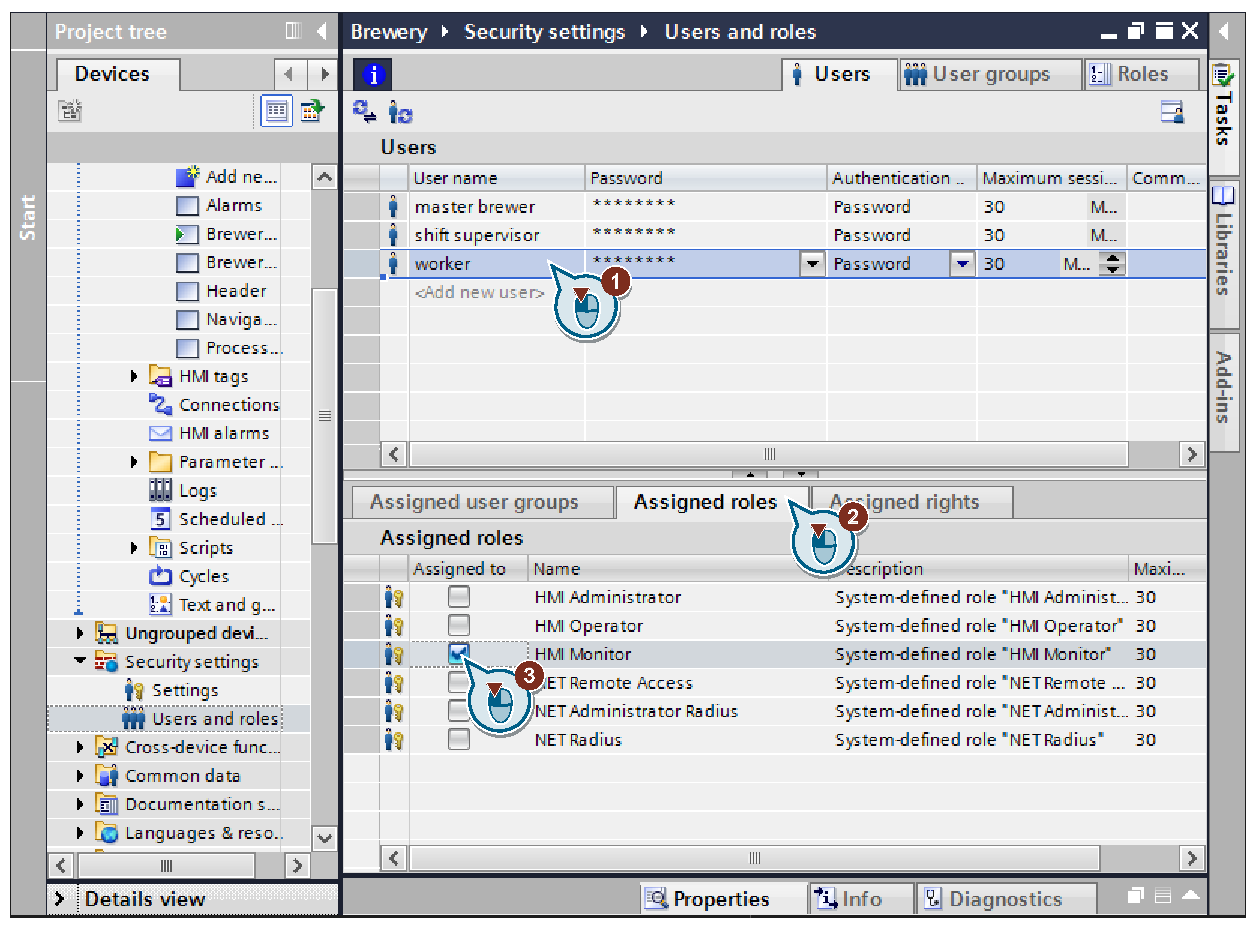 Project tree
Brewery Security settings Users and roles
Devices
Users User groups Roles
Start
Tasks
Libraries
Add-ins
Users
User name Password Authentication .. Maximum sessi... Comm...
master brewer ******** Password 30 M...
shift supervisor ******** Password 30 M...
worker ******** Password 30 M...
<Add new user>
1
Add ne...
Alarms
Brewer...
Brewer...
Header
Naviga...
Process...
HMI tags
Connections
HMI alarms
Parameter ...
Logs
Scheduled ...
Scripts
Cycles
Text and g...
Ungrouped devi...
Security settings
Settings
Users and roles
Cross-device func...
Common data
Documentation s...
Languages & reso..
Details view
Assigned user groups Assigned roles Assigned rights
2
Assigned roles
Assigned to Name Description Maxi...
HMI Administrator System-defined role "HMI Administ... 30
HMI Operator System-defined role "HMI Operator" 30
HMI Monitor System-defined role "HMI Monitor" 30
3
NET Remote Access System-defined role "NET Remote ... 30
NET Administrator Radius System-defined role "NET Administ... 30
NET Radius System-defined role "NET Radius" 30
Properties Info Diagnostics